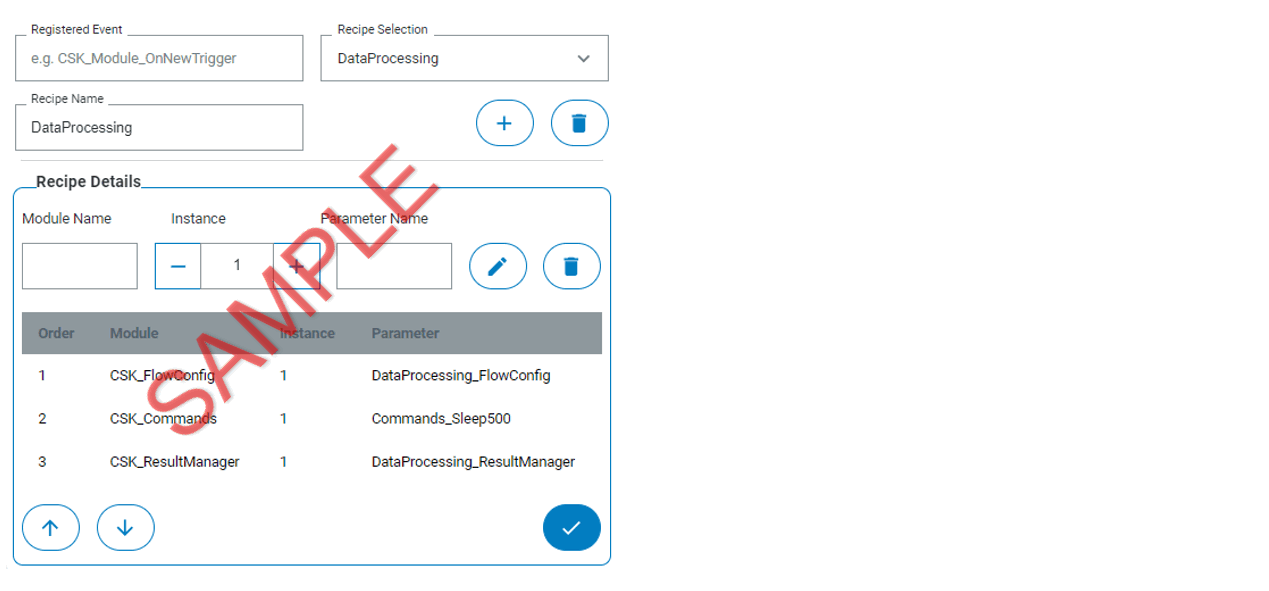 Registered Event
Recipe Selection
e.g. CSK_Module_OnNewTrigger
DataProcessing
Recipe Name
DataProcessing
Recipe Details
Module Name Instance Parameter Name
1
Order Module Instance Parameter
1 CSK_FlowConfig 1 DataProcessing_FlowConfig
2 CSK_Commands 1 Commands_Sleep500
3 CSK_ResultManager 1 DataProcessing_ResultManager
SAMPLE